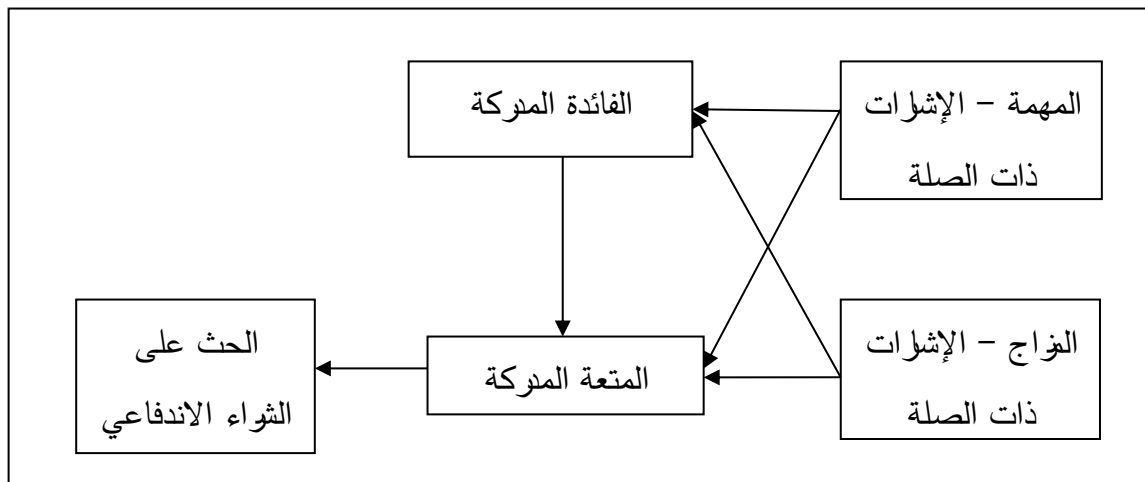 المهمة – الإشارات
ذات الصلة
الفائدة المدركة
المزاج – الإشارات
ذات الصلة
المتعة المدركة
الحث على
الشراء الاندفاعي